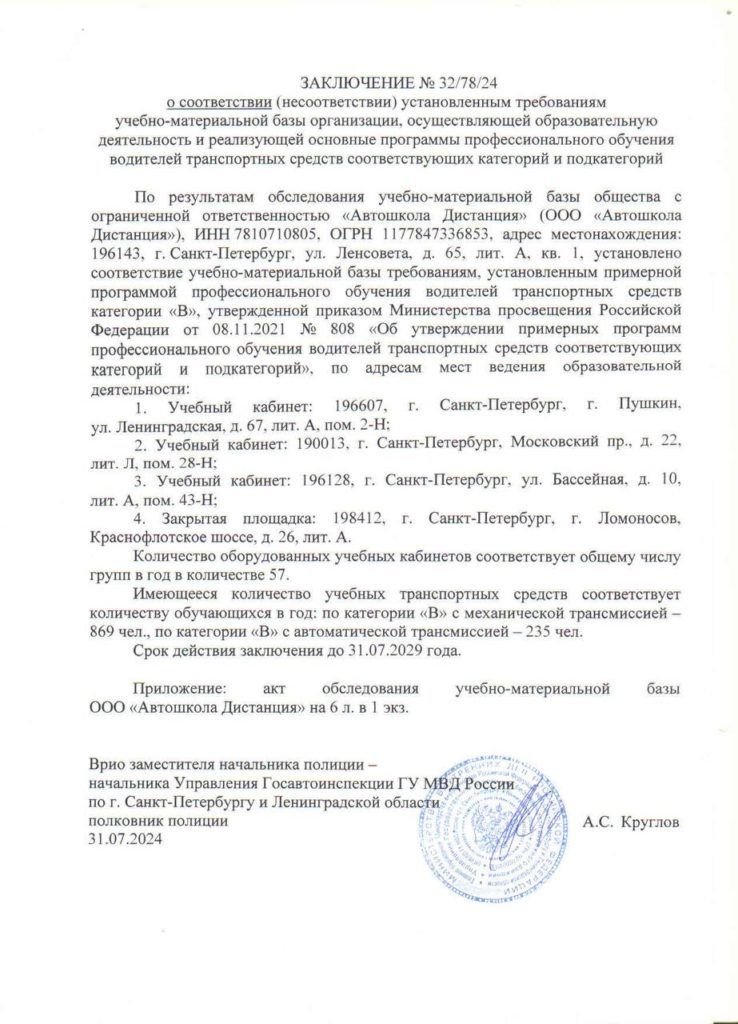 ЗАКЛЮЧЕНИЕ № 32/78/24
о соответствии (несоответствии) установленным требованиям
учебно-материальной базы организации, осуществляющей образовательную
деятельность и реализующей основные программы профессионального обучения
водителей транспортных средств соответствующих категорий и подкатегорий
По результатам обследования учебно-материальной базы общества с
ограниченной ответственностью «Автошкола Дистанция» (ООО «Автошкола
Дистанция»), ИНН 7810710805, ОГРН 1177847336853, адрес местонахождения:
196143, г. Санкт-Петербург, ул. Ленсовета, д. 65, лит. А, кв. 1, установлено
соответствие учебно-материальной базы требованиям, установленным примерной
программой профессионального обучения водителей транспортных средств
категории «В», утвержденной приказом Министерства просвещения Российской
Федерации от 08.11.2021 № 808 «Об утверждении примерных программ
профессионального обучения водителей транспортных средств соответствующих
категорий и подкатегорий», по адресам мест ведения образовательной
деятельности:
1. Учебный кабинет: 196607, г. Санкт-Петербург, г. Пушкин,
ул. Ленинградская, д. 67, лит. А, пом. 2-Н;
2. Учебный кабинет: 190013, г. Санкт-Петербург, Московский пр., д. 22,
лит. Л, пом. 28-Н;
3. Учебный кабинет: 196128, г. Санкт-Петербург, ул. Бассейная, д. 10,
лит. А, пом. 43-Н;
4. Закрытая площадка: 198412, г. Санкт-Петербург, г. Ломоносов,
Краснофлотское шоссе, д. 26, лит. А.
Количество оборудованных учебных кабинетов соответствует общему числу
групп в год в количестве 57.
Имеющееся количество учебных транспортных средств соответствует
количеству обучающихся в год: по категории «В» с механической трансмиссией –
869 чел., по категории «В» с автоматической трансмиссией – 235 чел.
Срок действия заключения до 31.07.2029 года.
Приложение: акт обследования учебно-материальной базы
ООО «Автошкола Дистанция» на 6 л. в 1 экз.
Врио заместителя начальника полиции –
начальника Управления Госавтоинспекции ГУ МВД России
по г. Санкт-Петербургу и Ленинградской области
полковник полиции А.С. Круглов
31.07.2024